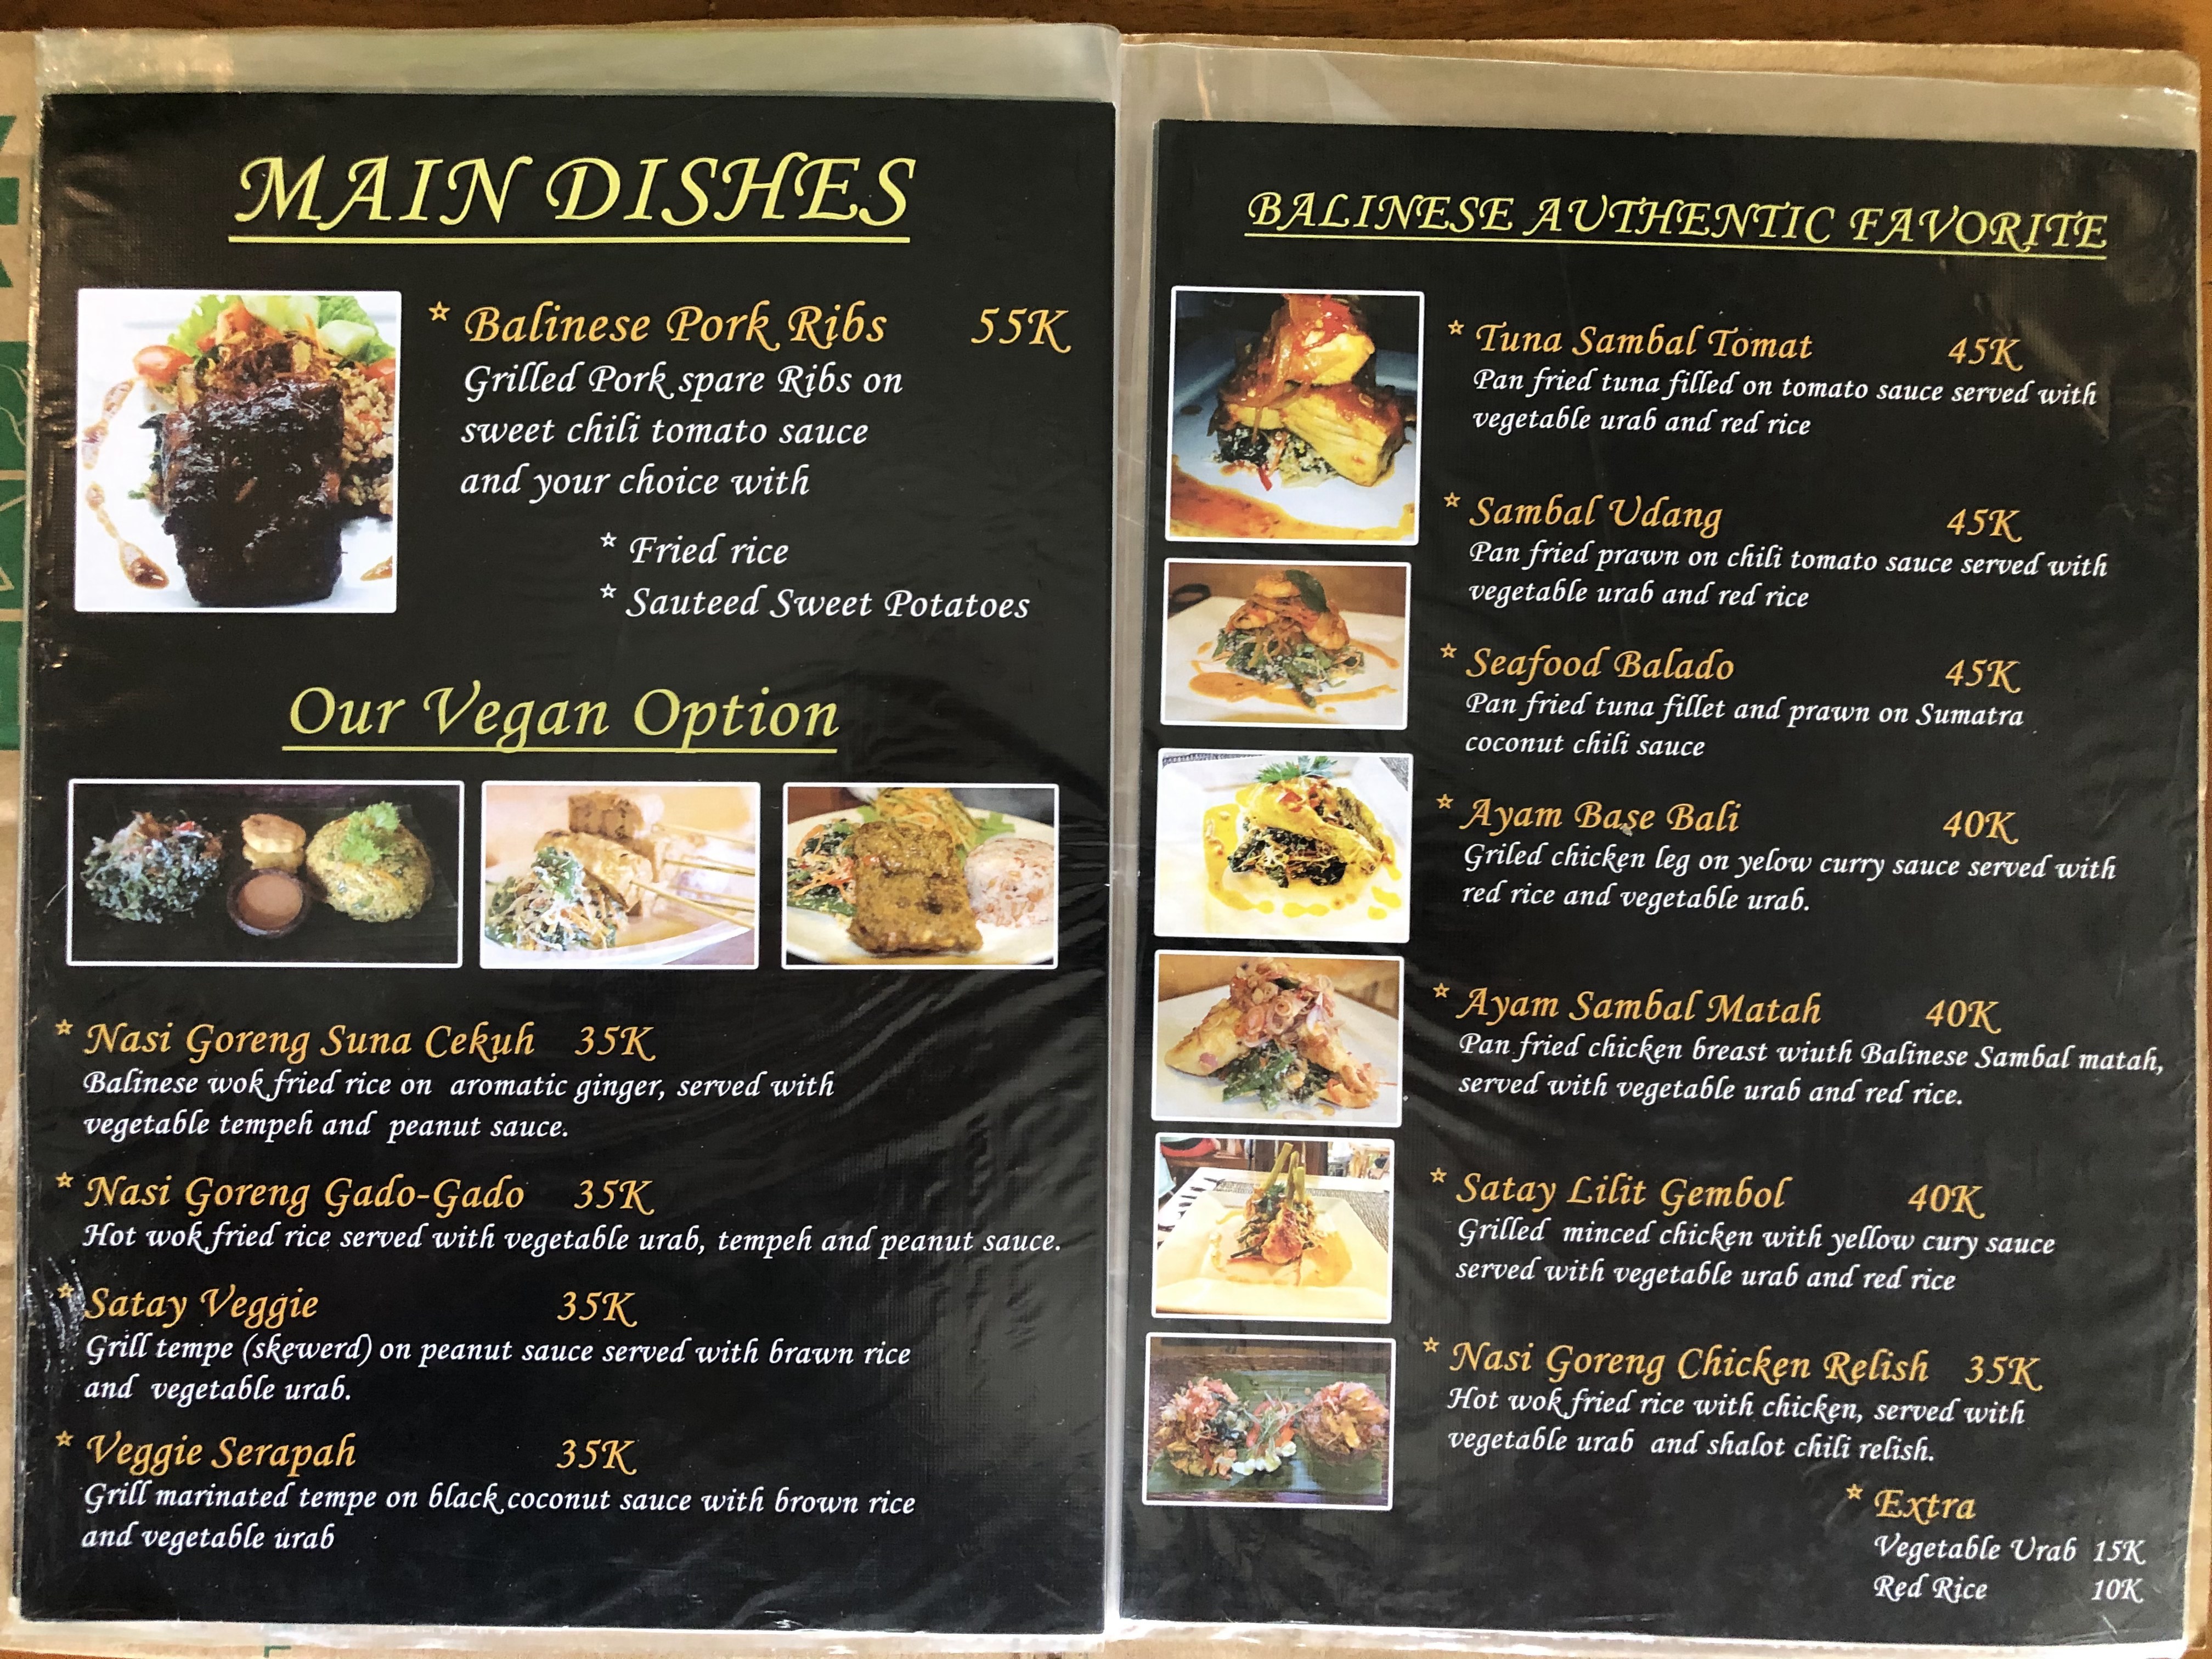 MAIN DISHES
* Balinese Pork Ribs 55K
Grilled Pork spare Ribs on
sweet chili tomato sauce
and your choice with
* Fried rice
* Sauteed Sweet Potatoes
Our Vegan Option
* Nasi Goreng Suna Cekuh 35K
Balinese wok fried rice on aromatic ginger, served with
vegetable tempeh and peanut sauce.
* Nasi Goreng Gado-Gado 35K
Hot wok fried rice served with vegetable urab, tempeh and peanut sauce.
* Satay Veggie 35K
Grill tempe (skewerd) on peanut sauce served with brawn rice
and vegetable urab.
* Veggie Serapah 35K
Grill marinated tempe on black coconut sauce with brown rice
and vegetable urab
BALINESE AUTHENTIC FAVORITE
* Tuna Sambal Tomat 45K
Pan fried tuna filled on tomato sauce served with
vegetable urab and red rice
* Sambal Udang 45K
Pan fried prawn on chili tomato sauce served with
vegetable urab and red rice
* Seafood Balado 45K
Pan fried tuna fillet and prawn on Sumatra
coconut chili sauce
* Ayam Base Bali 40K
Griled chicken leg on yelow curry sauce served with
red rice and vegetable urab.
* Ayam Sambal Matah 40K
Pan fried chicken breast wiuth Balinese Sambal matah,
served with vegetable urab and red rice.
* Satay Lilit Gembol 40K
Grilled minced chicken with yellow cury sauce
served with vegetable urab and red rice
* Nasi Goreng Chicken Relish 35K
Hot wok fried rice with chicken, served with
vegetable urab and shalot chili relish.
* Extra
Vegetable Urab 15K
Red Rice 10K